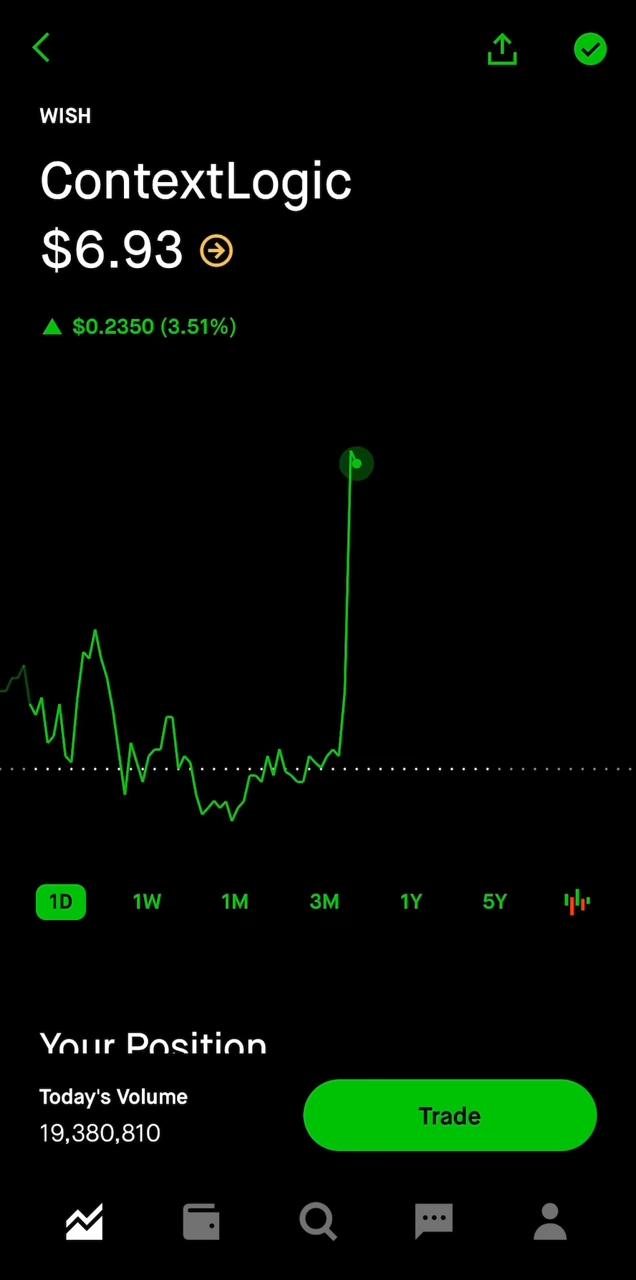 WISH
ContextLogic
$6.93
▲ $0.2350 (3.51%)
1D 1W 1M 3M 1Y 5Y
Your Position
Today's Volume
19,380,810
Trade